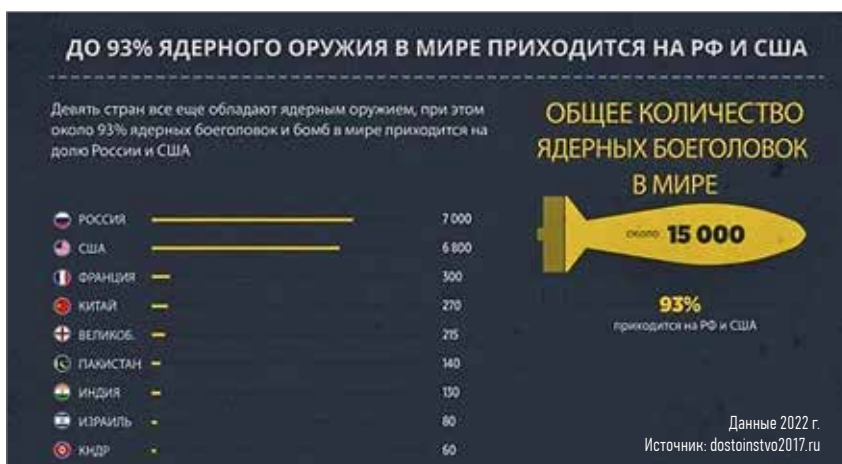 ДО 93% ЯДЕРНОГО ОРУЖИЯ В МИРЕ ПРИХОДИТСЯ НА РФ И США
Девять стран все еще обладают ядерным оружием, при этом
около 93% ядерных боеголовок и бомб в мире приходится на
долю России и США
ОБЩЕЕ КОЛИЧЕСТВО
ЯДЕРНЫХ БОЕГОЛОВОК
В МИРЕ
ОКОЛО 15 000
93%
приходится на РФ и США
РОССИЯ 7 000
США 6 800
ФРАНЦИЯ 300
КИТАЙ 270
ВЕЛИКОБ. 215
ПАКИСТАН 140
ИНДИЯ 130
ИЗРАИЛЬ 80
КНДР 60
Данные 2022 г.
Источник: dostoinstvo2017.ru